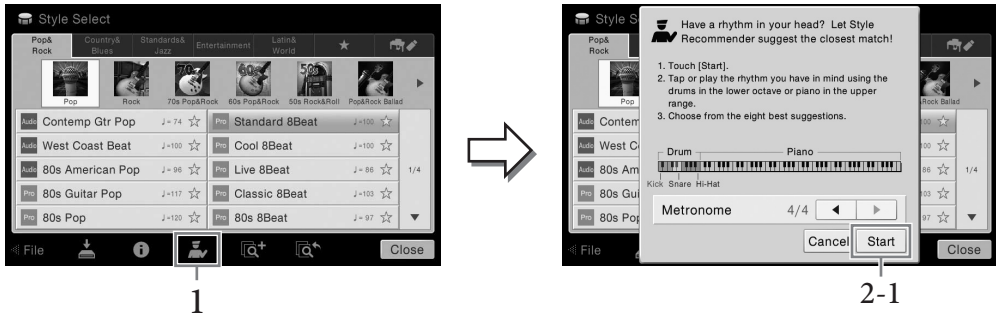 Style Select
Pop& Rock
Country& Blues
Standards& Jazz
Entertainment
Latin& World
Pop
Rock
70s Pop&Rock
60s Pop&Rock
50s Rock&Roll
Pop&Rock Ballad
Audio Contemp Gtr Pop ♩= 74
Pro Standard 8Beat ♩=100
Audio West Coast Beat ♩=100
Pro Cool 8Beat ♩=100
Audio 80s American Pop ♩= 96
Pro Live 8Beat ♩= 86
1/4
Pro 80s Guitar Pop ♩=117
Pro Classic 8Beat ♩=103
Pro 80s Pop ♩=120
Pro 80s 8Beat ♩= 97
File
Close
1
Style S
Pop& Rock
Pop
Rock Ballad
Audio Contem
100
Audio West C
100
Audio 80s Am
86
1/4
Pro 80s Gui
03
Pro 80s Pop
97
File
Close
Have a rhythm in your head? Let Style
Recommender suggest the closest match!
1. Touch [Start].
2. Tap or play the rhythm you have in mind using the
drums in the lower octave or piano in the upper
range.
3. Choose from the eight best suggestions.
Drum Piano
Kick Snare Hi-Hat
Metronome 4/4
Cancel Start
2-1